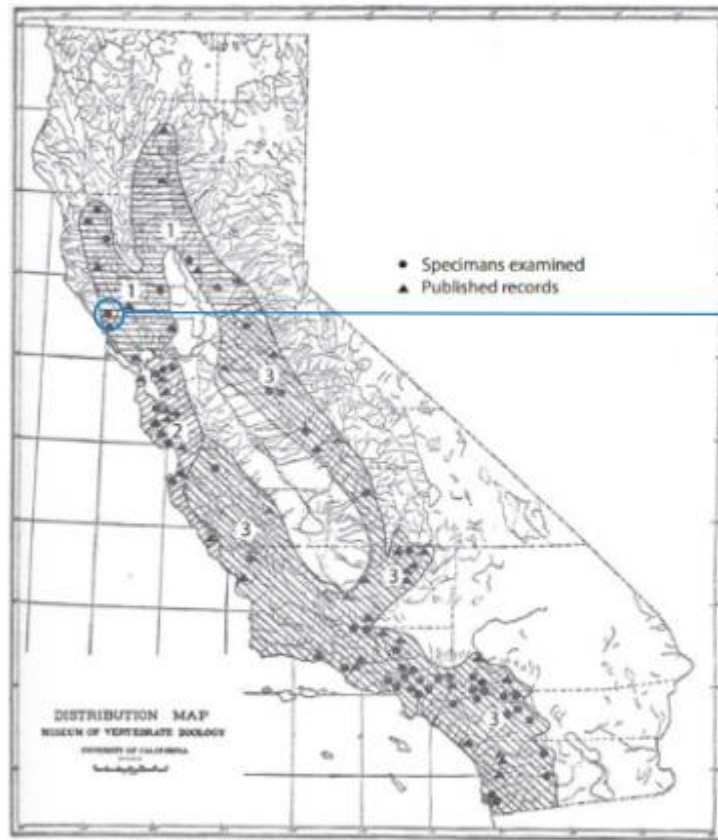 1
1
• Specimans examined
▲ Published records
3
2
3
3
DISTRIBUTION MAP
MUSEUM OF VERTEBRATE ZOOLOGY
UNIVERSITY OF CALIFORNIA
3